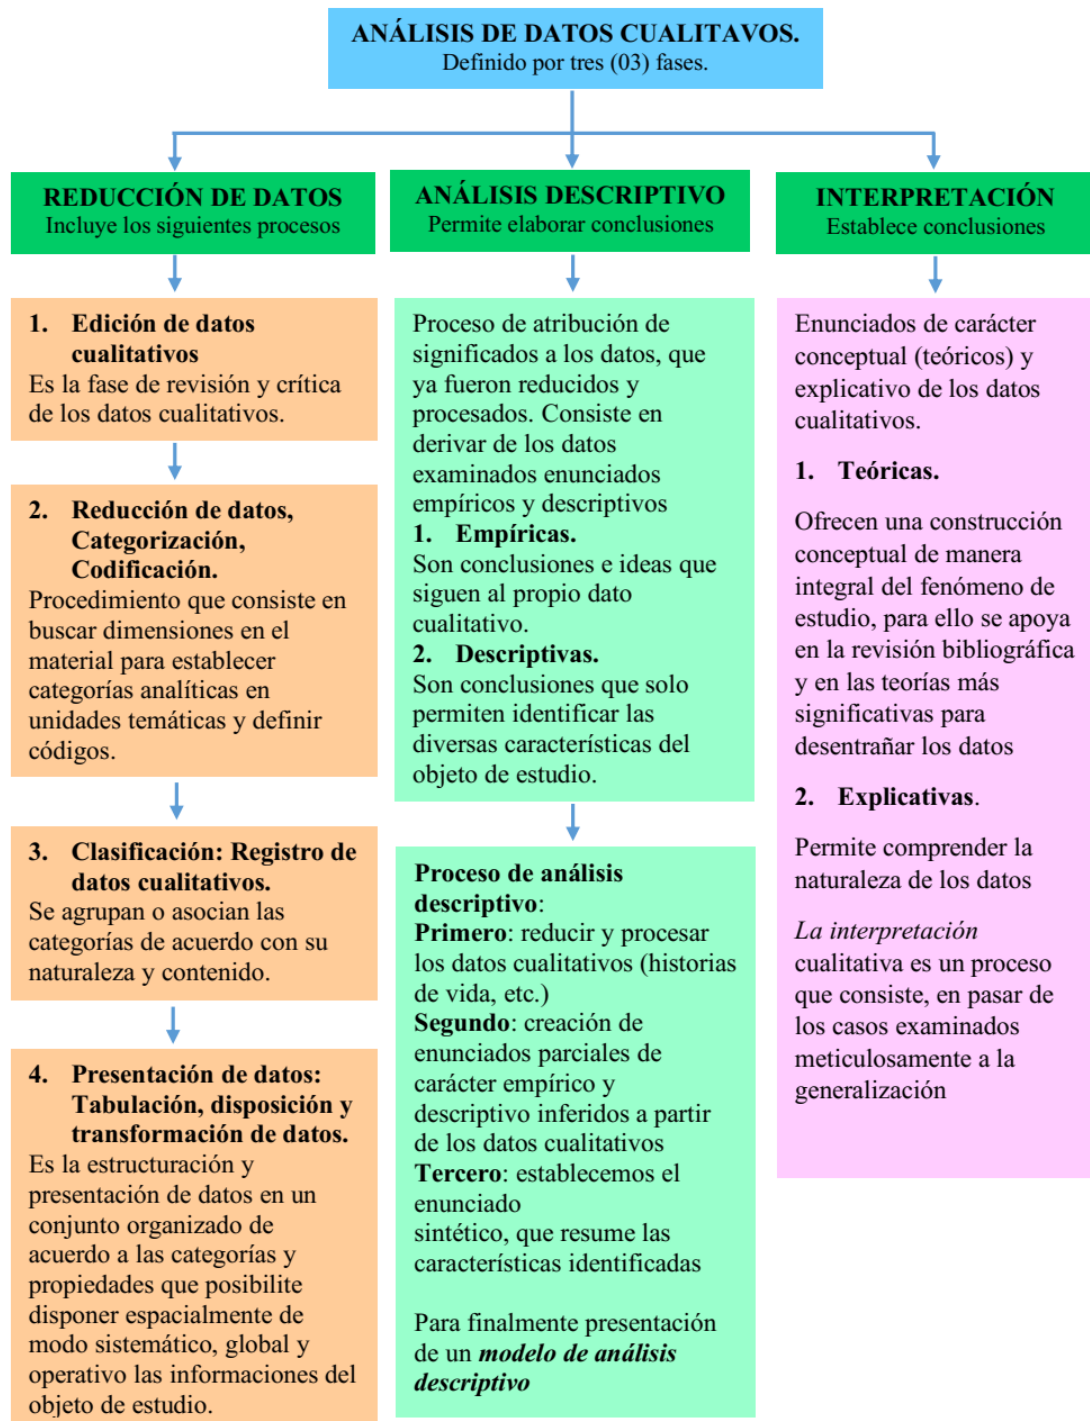 ANÁLISIS DE DATOS CUALITAVOS.
Definido por tres (03) fases.
REDUCCIÓN DE DATOS
Incluye los siguientes procesos
1. Edición de datos
cualitativos
Es la fase de revisión y crítica
de los datos cualitativos.
2. Reducción de datos,
Categorización,
Codificación.
Procedimiento que consiste en
buscar dimensiones en el
material para establecer
categorías analíticas en
unidades temáticas y definir
códigos.
3. Clasificación: Registro de
datos cualitativos.
Se agrupan o asocian las
categorías de acuerdo con su
naturaleza y contenido.
4. Presentación de datos:
Tabulación, disposición y
transformación de datos.
Es la estructuración y
presentación de datos en un
conjunto organizado de
acuerdo a las categorías y
propiedades que posibilite
disponer espacialmente de
modo sistemático, global y
operativo las informaciones del
objeto de estudio.
ANÁLISIS DESCRIPTIVO
Permite elaborar conclusiones
Proceso de atribución de
significados a los datos, que
ya fueron reducidos y
procesados. Consiste en
derivar de los datos
examinados enunciados
empíricos y descriptivos
1. Empíricas.
Son conclusiones e ideas que
siguen al propio dato
cualitativo.
2. Descriptivas.
Son conclusiones que solo
permiten identificar las
diversas características del
objeto de estudio.
Proceso de análisis
descriptivo:
Primero: reducir y procesar
los datos cualitativos (historias
de vida, etc.)
Segundo: creación de
enunciados parciales de
carácter empírico y
descriptivo inferidos a partir
de los datos cualitativos
Tercero: establecemos el
enunciado
sintético, que resume las
características identificadas
Para finalmente presentación
de un modelo de análisis
descriptivo
INTERPRETACIÓN
Establece conclusiones
Enunciados de carácter
conceptual (teóricos) y
explicativo de los datos
cualitativos.
1. Teóricas.
Ofrecen una construcción
conceptual de manera
integral del fenómeno de
estudio, para ello se apoya
en la revisión bibliográfica
y en las teorías más
significativas para
desentrañar los datos
2. Explicativas.
Permite comprender la
naturaleza de los datos
La interpretación
cualitativa es un proceso
que consiste, en pasar de
los casos examinados
meticulosamente a la
generalización